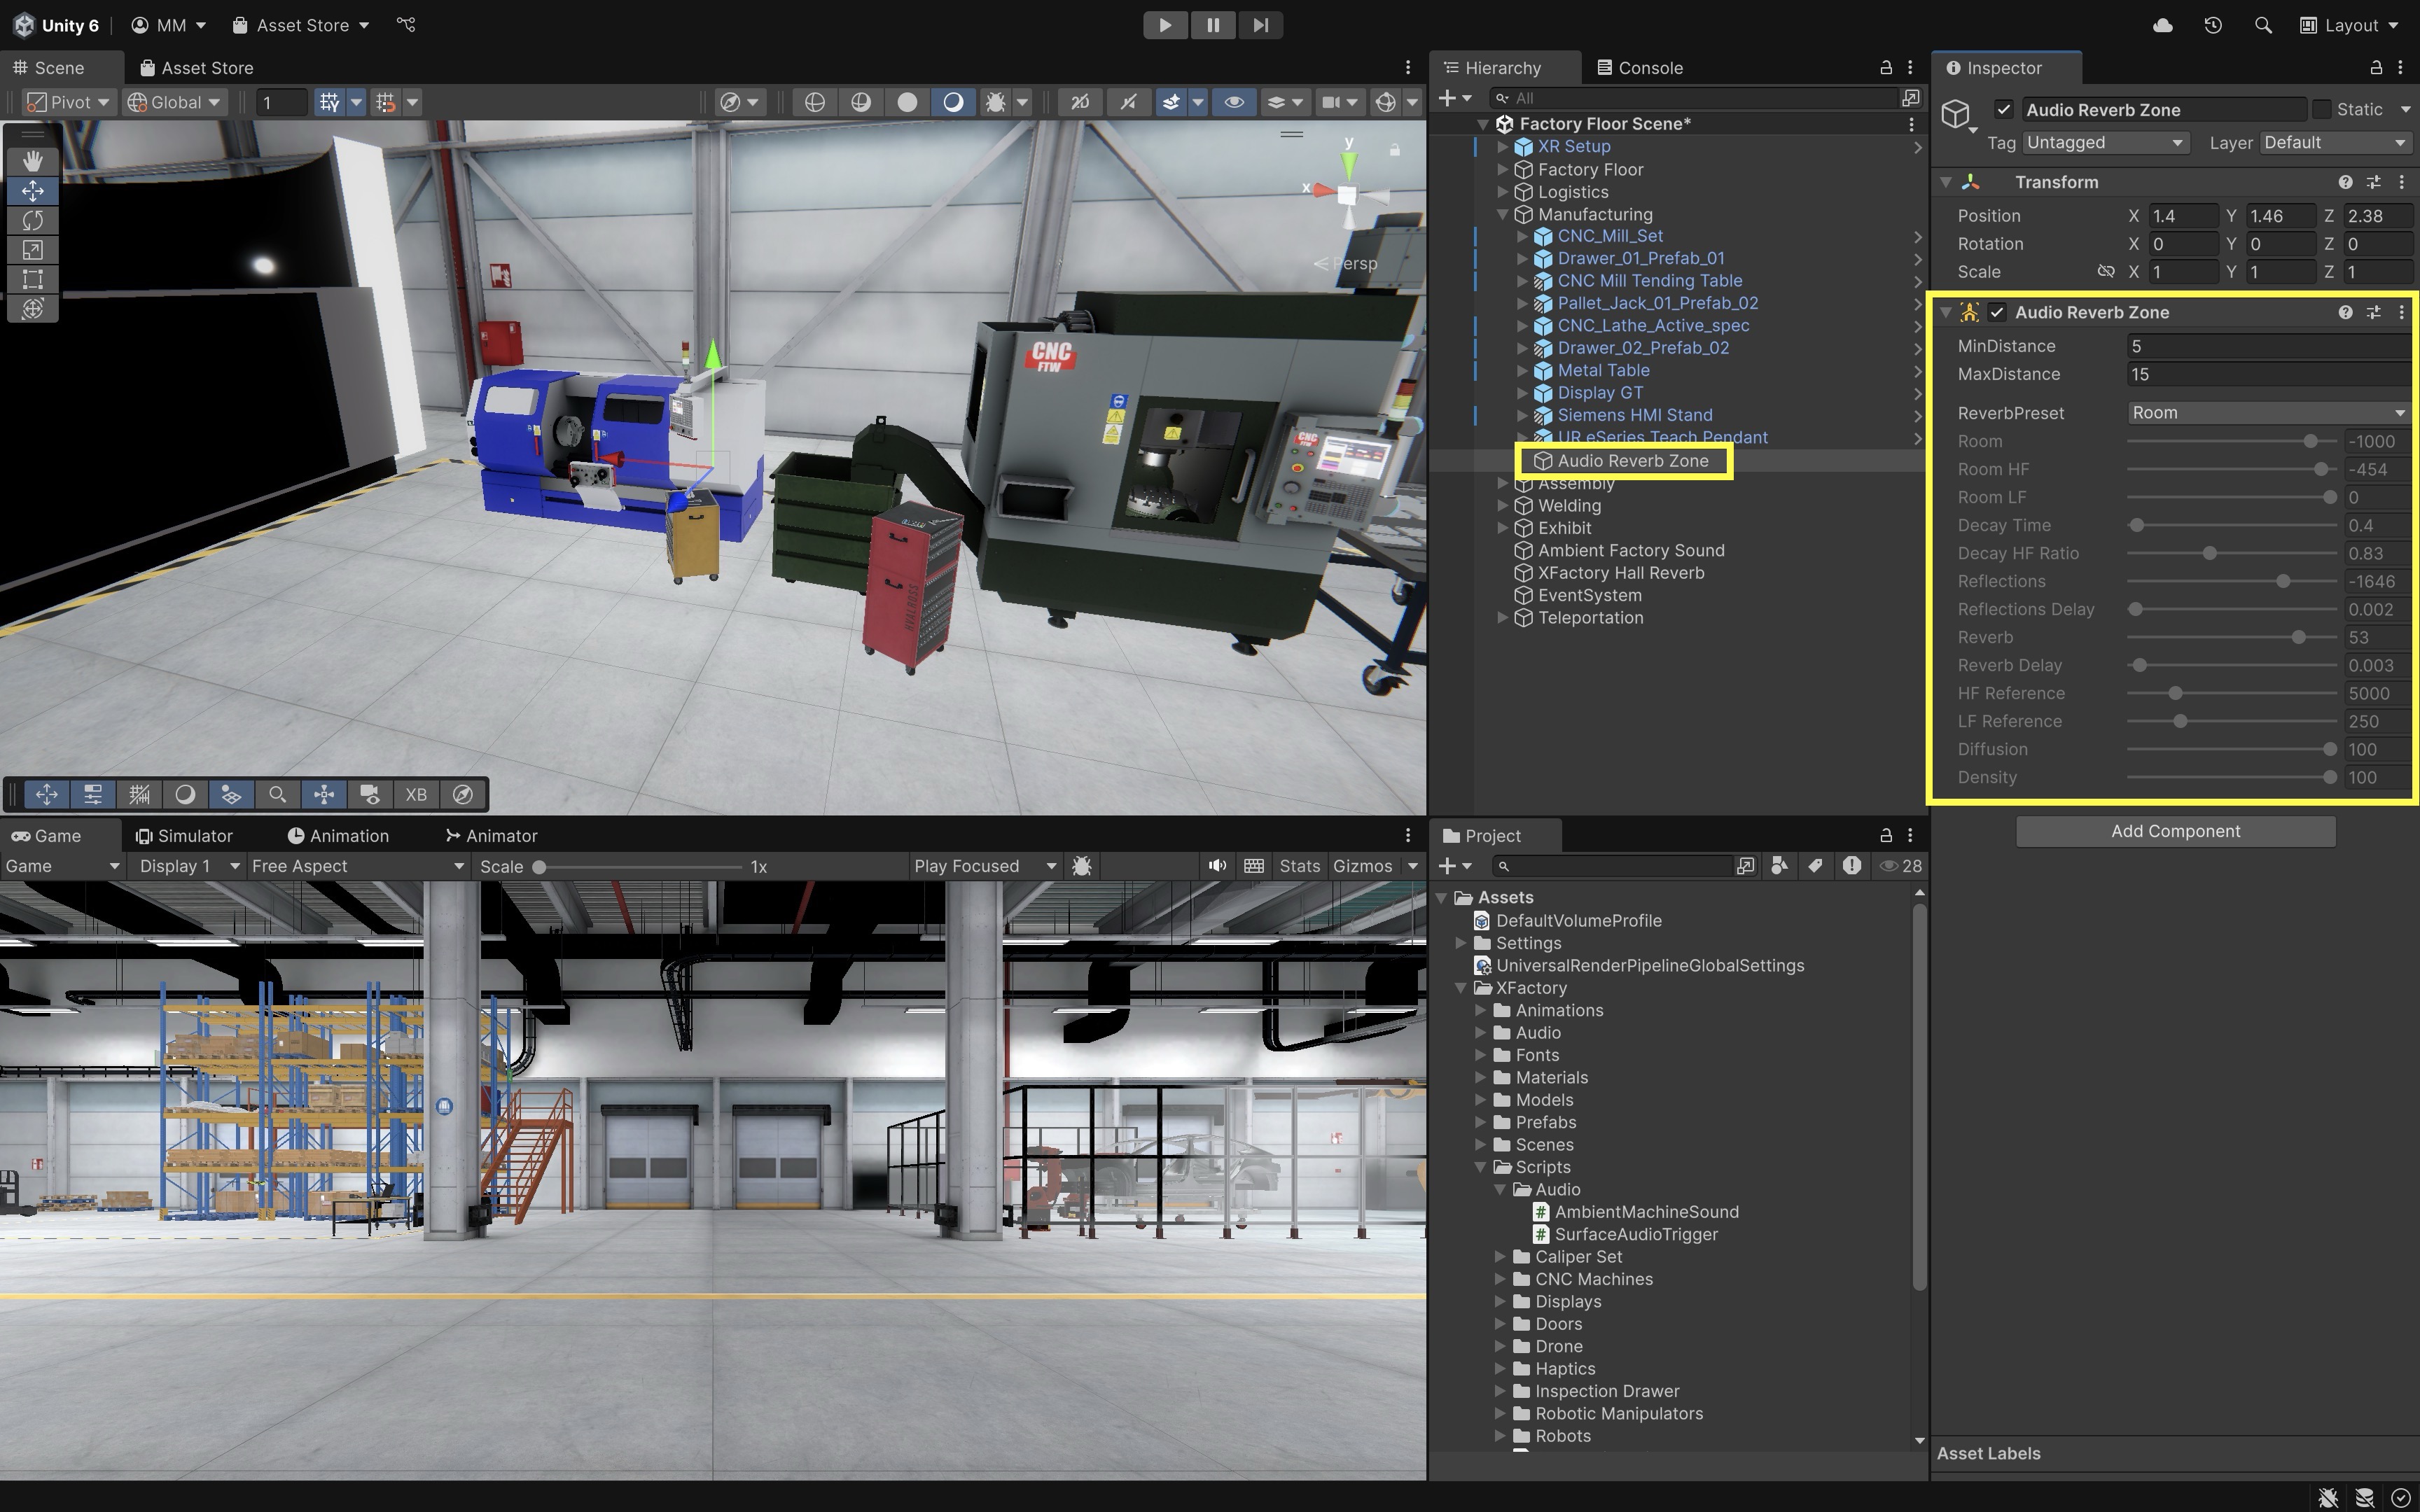 Unity 6
MM
Asset Store
Layout
Scene
Asset Store
Pivot
Global
1
2D
y
x
Persp
CNC
FTW
CNC
XB
Hierarchy
Console
All
Factory Floor Scene*
XR Setup
Factory Floor
Logistics
Manufacturing
CNC_Mill_Set
Drawer_01_Prefab_01
CNC Mill Tending Table
Pallet_Jack_01_Prefab_02
CNC_Lathe_Active_spec
Drawer_02_Prefab_02
Metal Table
Display GT
Siemens HMI Stand
UR eSeries Teach Pendant
Audio Reverb Zone
Assembly
Welding
Exhibit
Ambient Factory Sound
XFactory Hall Reverb
EventSystem
Teleportation
Inspector
Audio Reverb Zone
Static
Tag Untagged Layer Default
Transform
Position X 1.4 Y 1.46 Z 2.38
Rotation X 0 Y 0 Z 0
Scale X 1 Y 1 Z 1
Audio Reverb Zone
MinDistance 5
MaxDistance 15
ReverbPreset Room
Room -1000
Room HF -454
Room LF 0
Decay Time 0.4
Decay HF Ratio 0.83
Reflections -1646
Reflections Delay 0.002
Reverb 53
Reverb Delay 0.003
HF Reference 5000
LF Reference 250
Diffusion 100
Density 100
Add Component
Asset Labels
Game
Simulator
Animation
Animator
Game Display 1 Free Aspect Scale 1x Play Focused Stats Gizmos
Project
28
Assets
DefaultVolumeProfile
Settings
UniversalRenderPipelineGlobalSettings
XFactory
Animations
Audio
Fonts
Materials
Models
Prefabs
Scenes
Scripts
Audio
AmbientMachineSound
SurfaceAudioTrigger
Caliper Set
CNC Machines
Displays
Doors
Drone
Haptics
Inspection Drawer
Robotic Manipulators
Robots